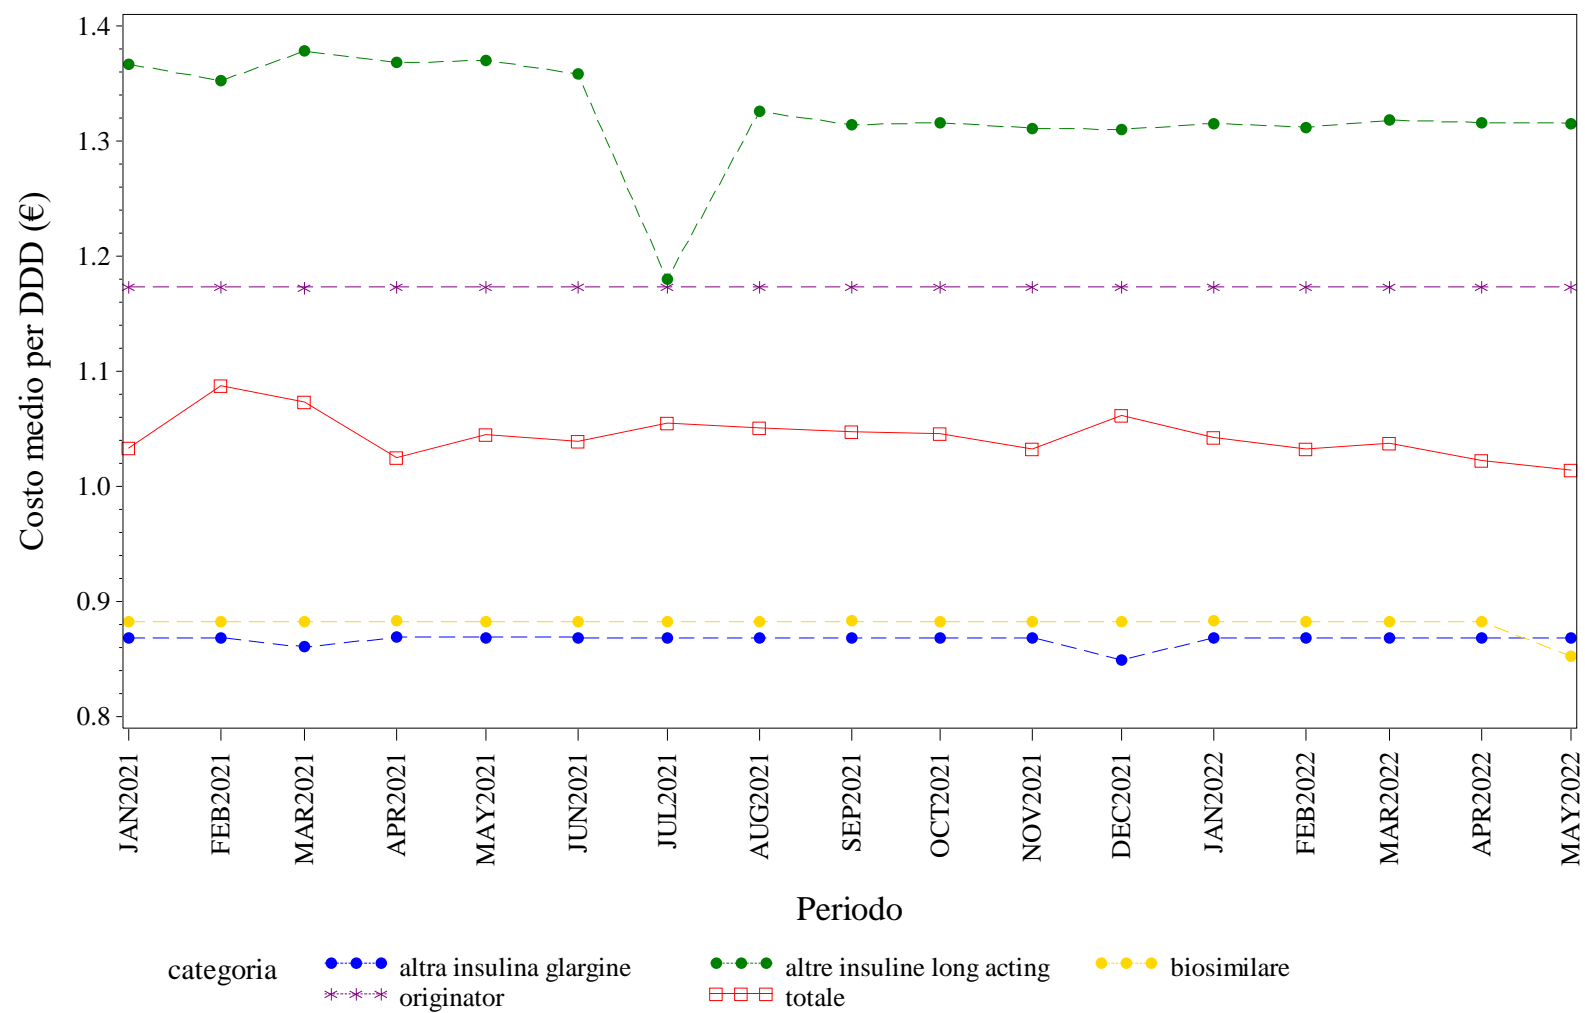 1.4
1.3
1.2
1.1
1.0
0.9
0.8
Costo medio per DDD (€)
JAN2021
FEB2021
MAR2021
APR2021
MAY2021
JUN2021
JUL2021
AUG2021
SEP2021
OCT2021
NOV2021
DEC2021
JAN2022
FEB2022
MAR2022
APR2022
MAY2022
Periodo
categoria
altra insulina glargine
altre insuline long acting
biosimilare
originator
totale